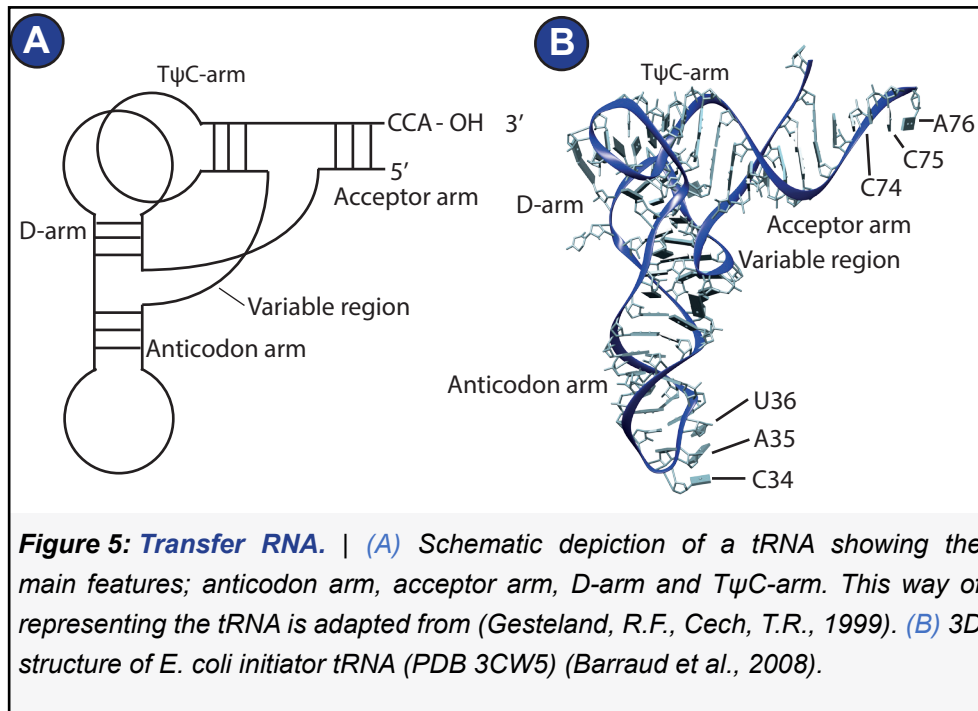 A
TψC-arm
CCA - OH 3′
5′
Acceptor arm
D-arm
Variable region
Anticodon arm
B
TψC-arm
A76
C75
C74
D-arm
Acceptor arm
Variable region
Anticodon arm
U36
A35
C34
Figure 5: Transfer RNA. | (A) Schematic depiction of a tRNA showing the
main features; anticodon arm, acceptor arm, D-arm and TψC-arm. This way of
representing the tRNA is adapted from (Gesteland, R.F., Cech, T.R., 1999). (B) 3D
structure of E. coli initiator tRNA (PDB 3CW5) (Barraud et al., 2008).